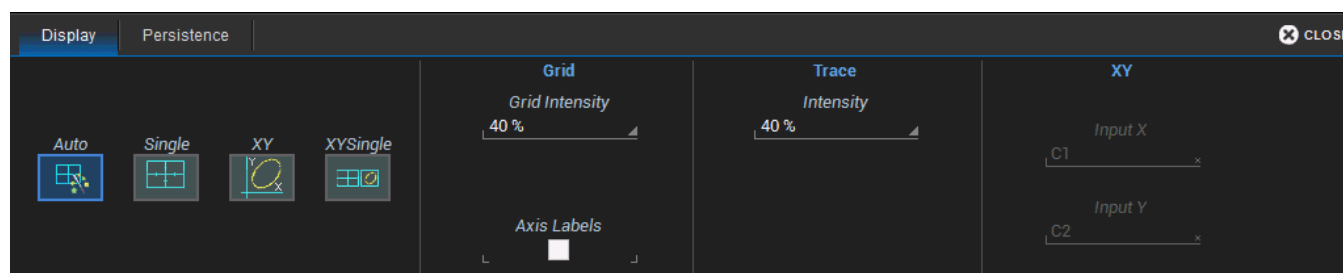 Display
Persistence
CLOSE
Auto
Single
XY
XYSingle
Y
X
Grid
Grid Intensity
40 %
Axis Labels
Trace
Intensity
40 %
XY
Input X
C1
Input Y
C2